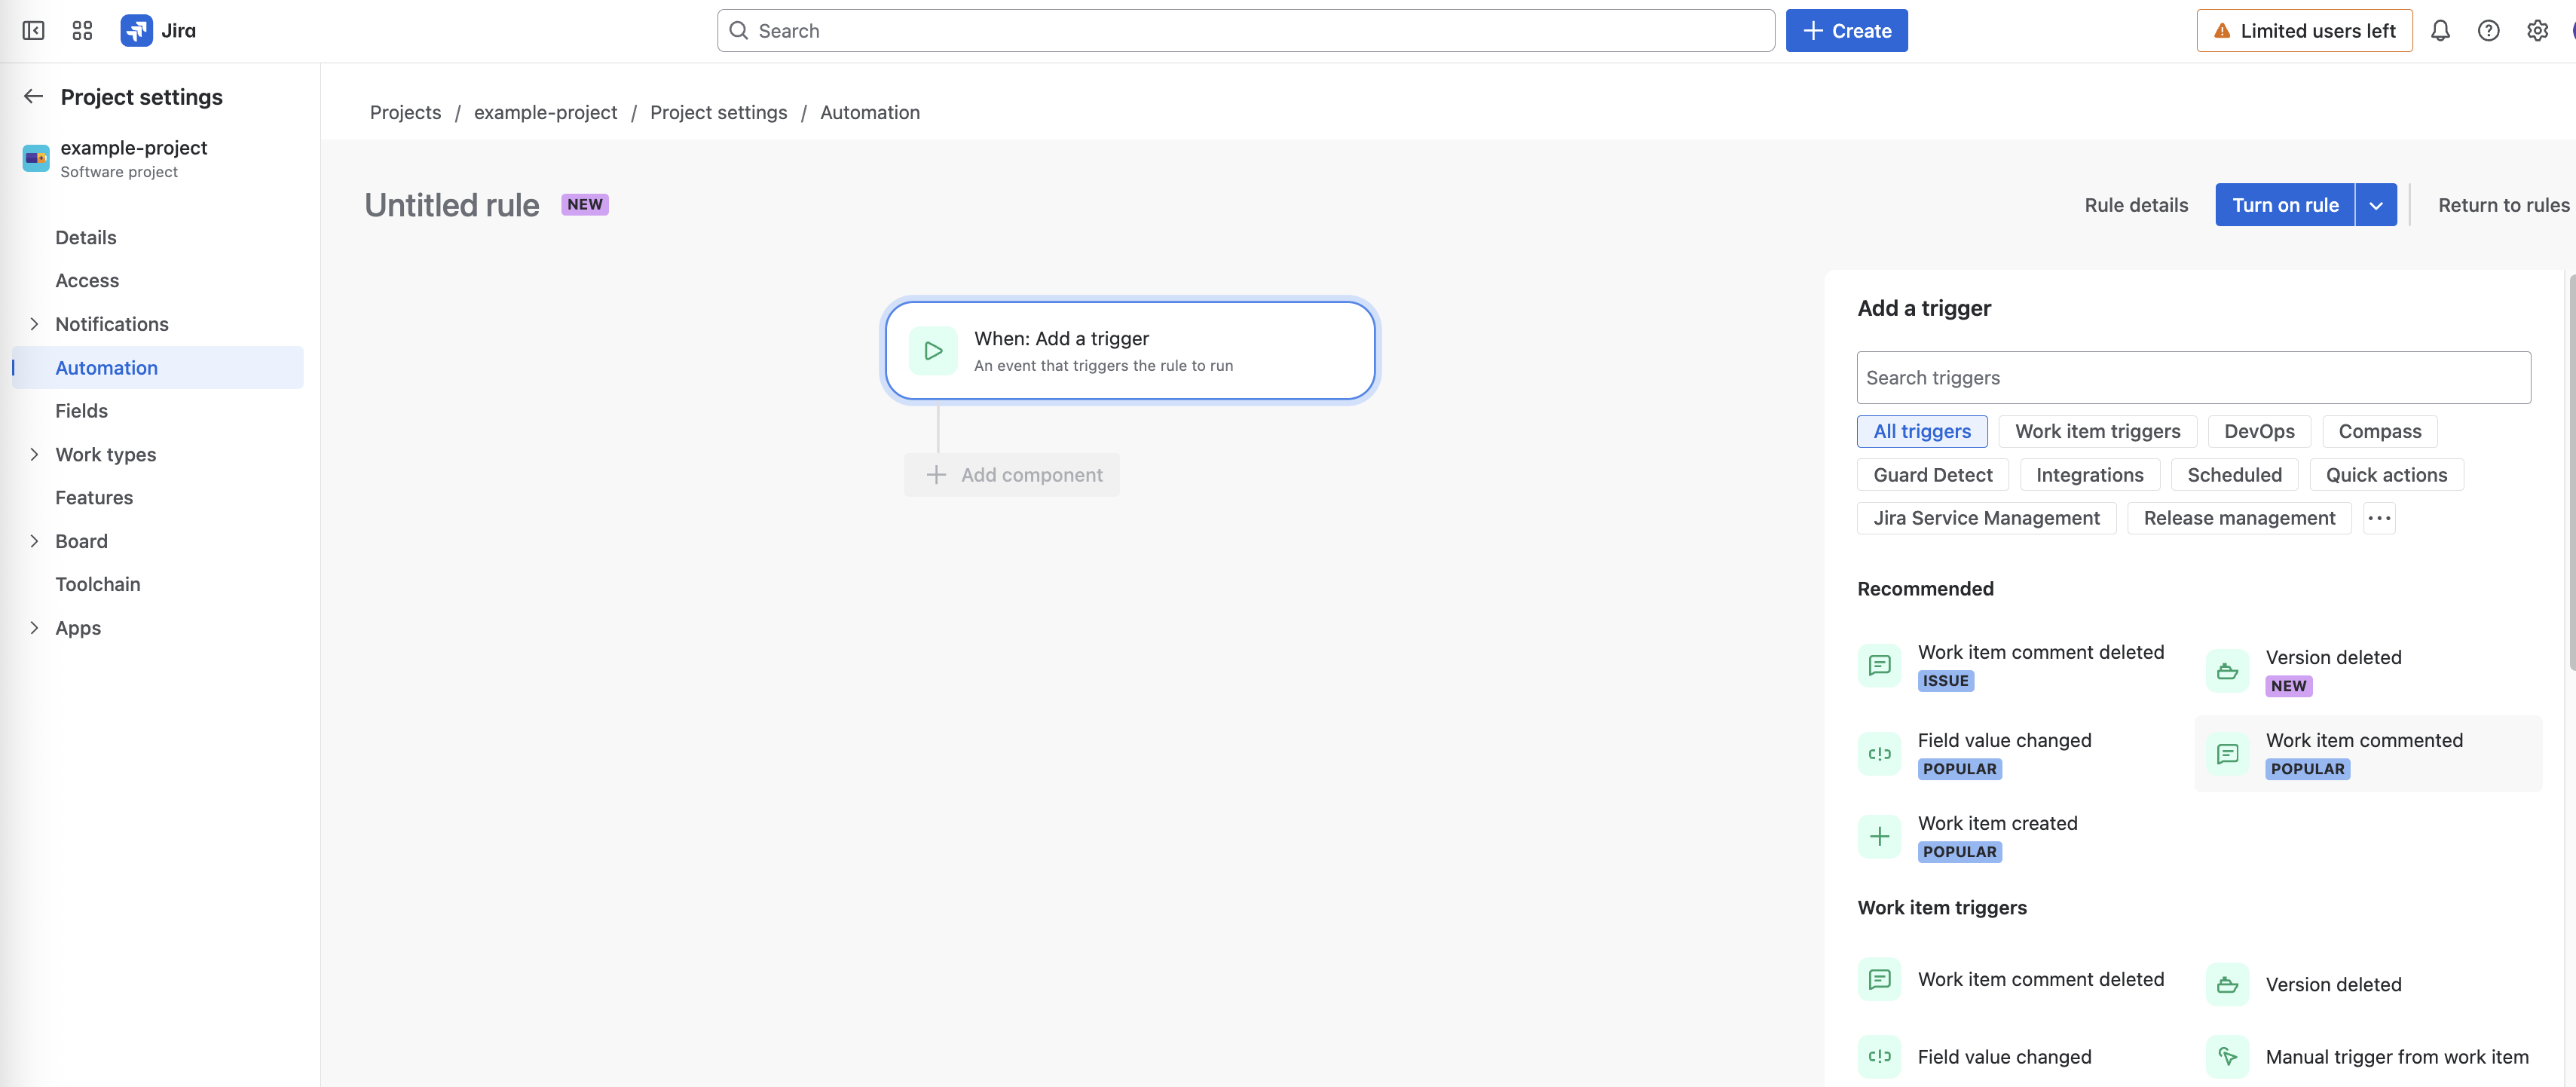 Jira
Search
Create
Limited users left
Project settings
example-project
Software project
Details
Access
Notifications
Automation
Fields
Work types
Features
Board
Toolchain
Apps
Projects / example-project / Project settings / Automation
Untitled rule NEW
Rule details
Turn on rule
Return to rules
When: Add a trigger
An event that triggers the rule to run
Add component
Add a trigger
Search triggers
All triggers Work item triggers DevOps Compass
Guard Detect Integrations Scheduled Quick actions
Jira Service Management Release management
Recommended
Work item comment deleted
ISSUE
Version deleted
NEW
Field value changed
POPULAR
Work item commented
POPULAR
Work item created
POPULAR
Work item triggers
Work item comment deleted
Version deleted
Field value changed
Manual trigger from work item